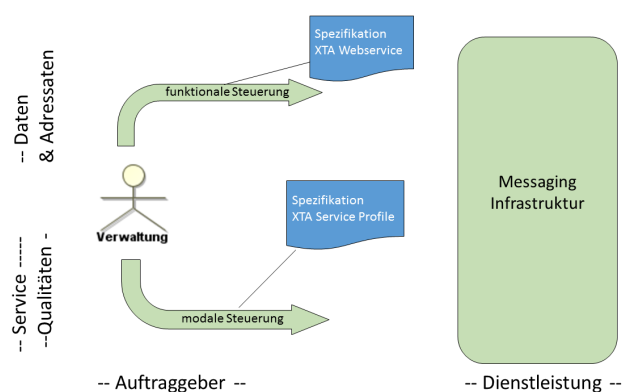 Spezifikation
XTA Webservice
funktionale Steuerung
-- Daten
& Adressaten
Messaging
Infrastruktur
Spezifikation
XTA Service Profile
Verwaltung
-- Service -----
--Qualitäten -
modale Steuerung
-- Auftraggeber --
-- Dienstleistung --